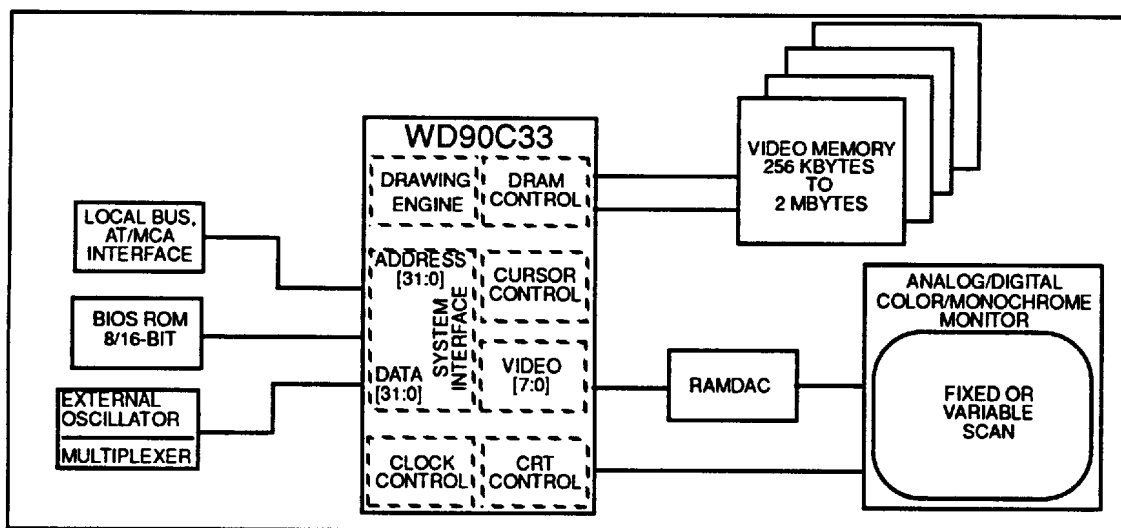 WD90C33
DRAWING
ENGINE
DRAM
CONTROL
ADDRESS
[31:0]
SYSTEM
INTERFACE
DATA
[31:0]
CURSOR
CONTROL
VIDEO
[7:0]
CLOCK
CONTROL
CRT
CONTROL
LOCAL BUS,
AT/MCA
INTERFACE
BIOS ROM
8/16-BIT
EXTERNAL
OSCILLATOR
MULTIPLEXER
VIDEO MEMORY
256 KBYTES
TO
2 MBYTES
RAMDAC
ANALOG/DIGITAL
COLOR/MONOCHROME
MONITOR
FIXED OR
VARIABLE
SCAN